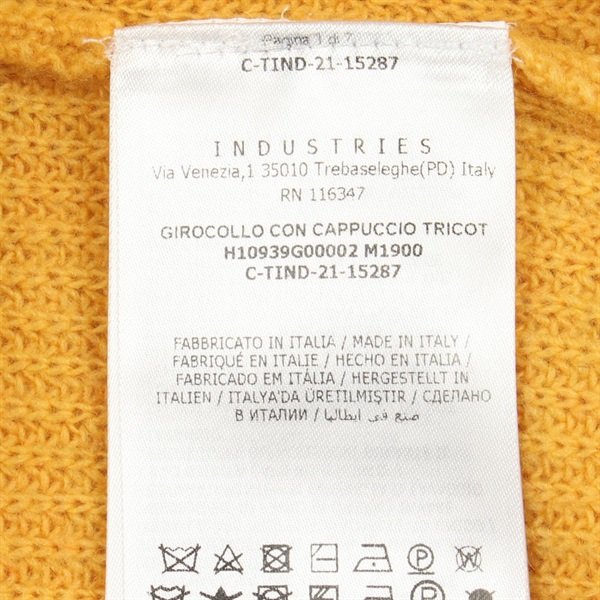 Pagina 1 di 7
C-TIND-21-15287
INDUSTRIES
Via Venezia,1 35010 Trebaseleghe(PD) Italy
RN 116347
GIROCOLLO CON CAPPUCCIO TRICOT
H10939G00002 M1900
C-TIND-21-15287
FABBRICATO IN ITALIA / MADE IN ITALY /
FABRIQUÉ EN ITALIE / HECHO EN ITALIA /
FABRICADO EM ITÁLIA / HERGESTELLT IN
ITALIEN / ITALYA'DA ÜRETILMIŞTIR / СДЕЛАНО
В ИТАЛИИ / صنع في ايطاليا
P W
P